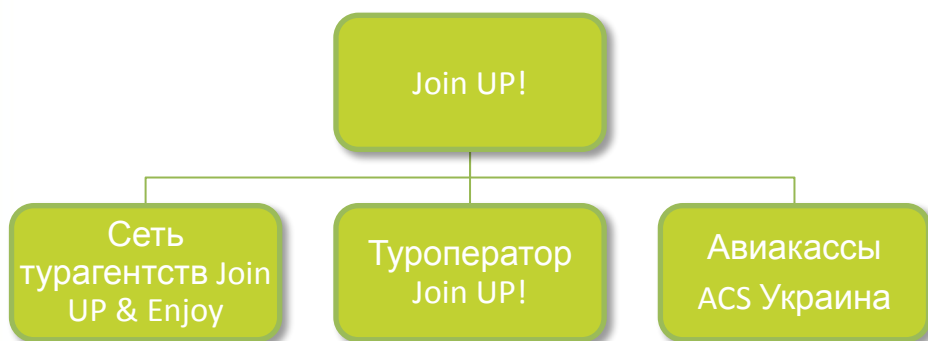 Join UP!
Сеть
турагентств Join
UP & Enjoy
Туроператор
Join UP!
Авиакассы
ACS Украина